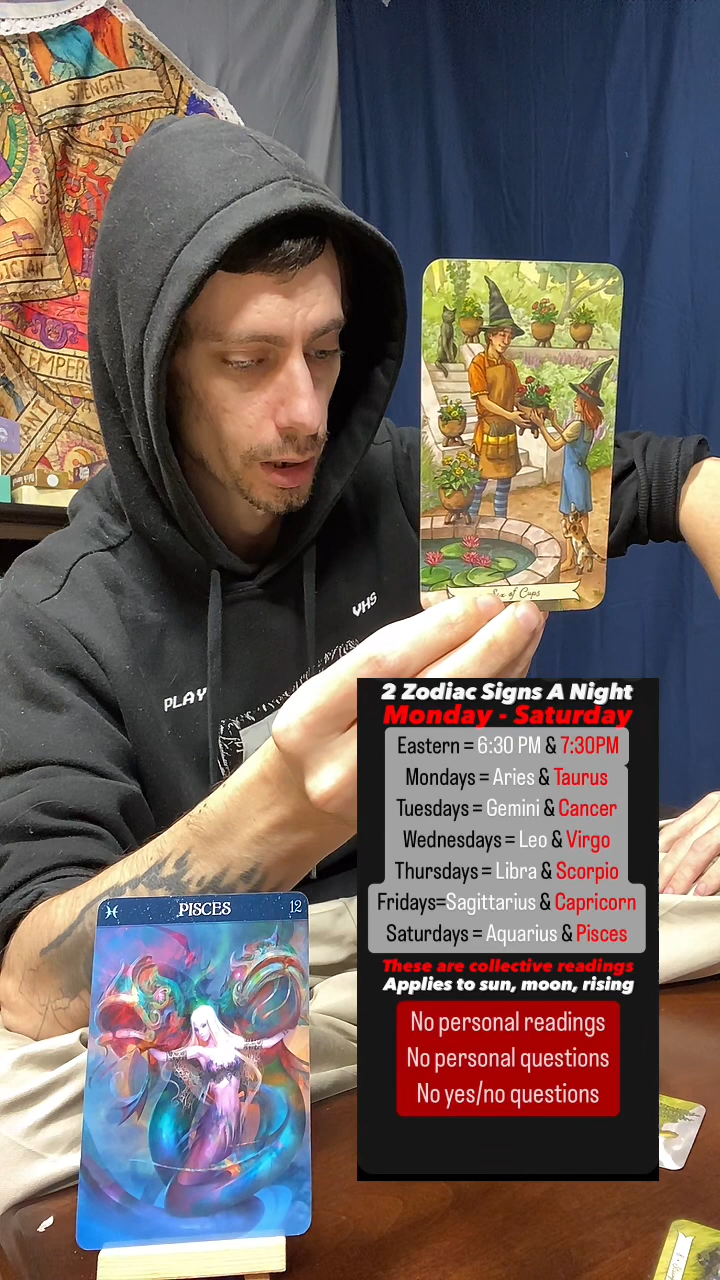 STRENGTH
ICIAN
EMPER
ANT
Six of Cups
VHS
PLAY
2 Zodiac Signs A Night
Monday - Saturday
Eastern = 6:30 PM & 7:30PM
Mondays = Aries & Taurus
Tuesdays = Gemini & Cancer
Wednesdays = Leo & Virgo
Thursdays = Libra & Scorpio
Fridays=Sagittarius & Capricorn
Saturdays = Aquarius & Pisces
These are collective readings
Applies to sun, moon, rising
No personal readings
No personal questions
No yes/no questions
PISCES 12